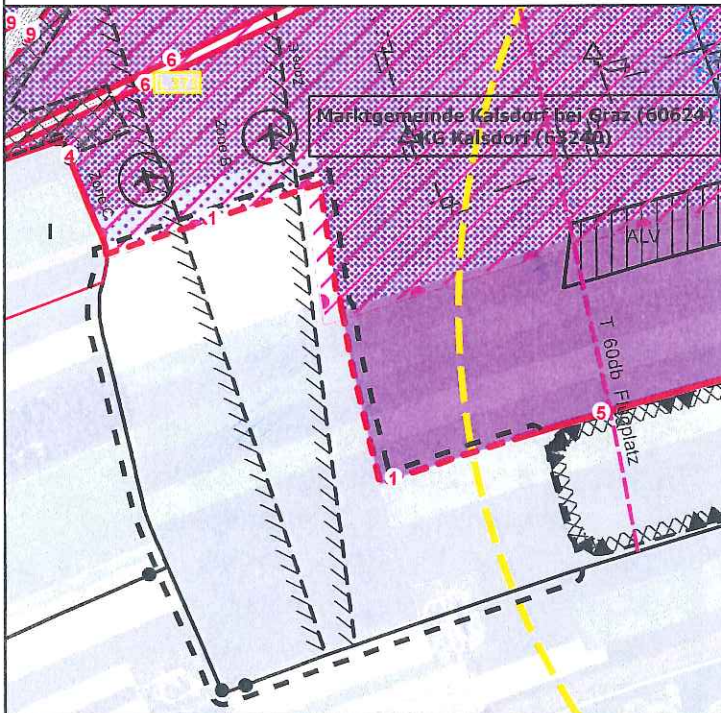 9
9
6
6
L373
Zone C
Zone B
Marktgemeinde Kalsdorf bei Graz (60624)
KG Kalsdorf (63240)
4
1
I
ALV
T 60db Flugplatz
5
1